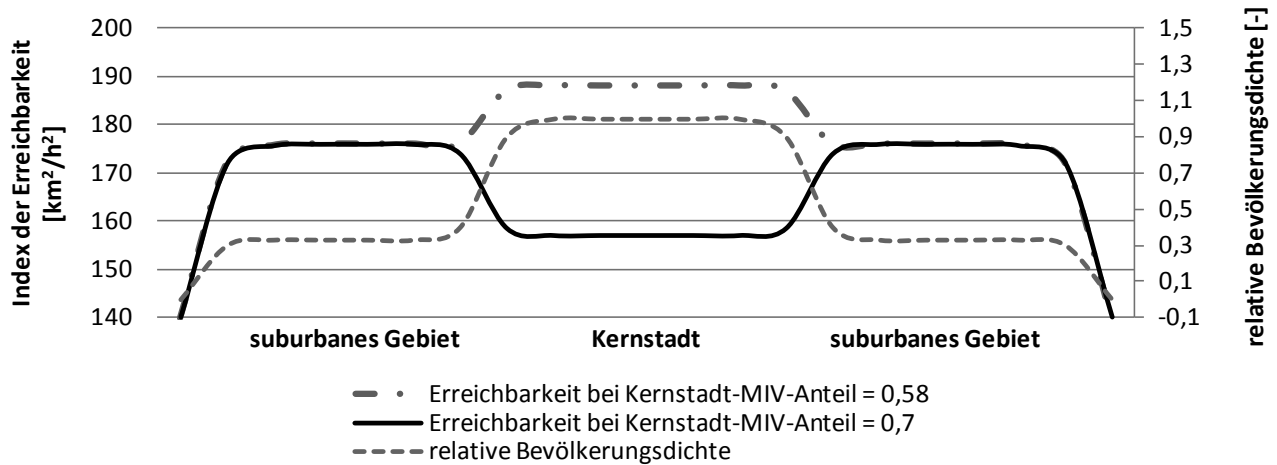 Index der Erreichbarkeit
[km²/h²]
200
190
180
170
160
150
140
1,5
1,3
1,1
0,9
0,7
0,5
0,3
0,1
-0,1
relative Bevölkerungsdichte [-]
suburbanes Gebiet Kernstadt suburbanes Gebiet
Erreichbarkeit bei Kernstadt-MIV-Anteil = 0,58
Erreichbarkeit bei Kernstadt-MIV-Anteil = 0,7
relative Bevölkerungsdichte